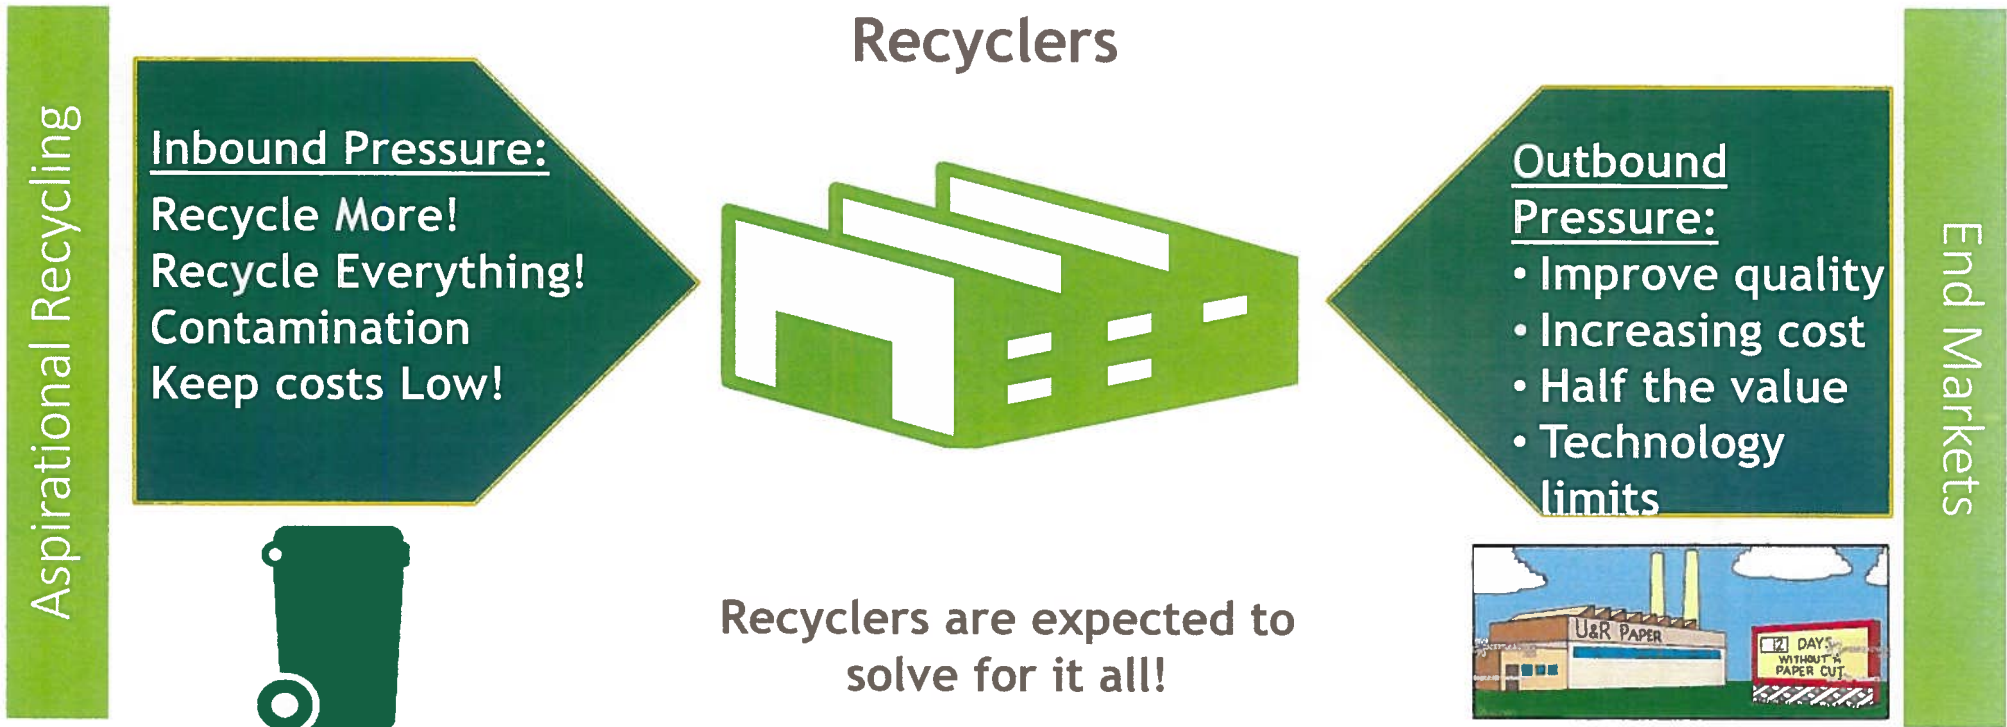 Recyclers
Aspirational Recycling
Inbound Pressure:
Recycle More!
Recycle Everything!
Contamination
Keep costs Low!
Outbound
Pressure:
• Improve quality
• Increasing cost
• Half the value
• Technology
limits
End Markets
Recyclers are expected to
solve for it all!
U&R PAPER
12 DAYS
WITHOUT A
PAPER CUT